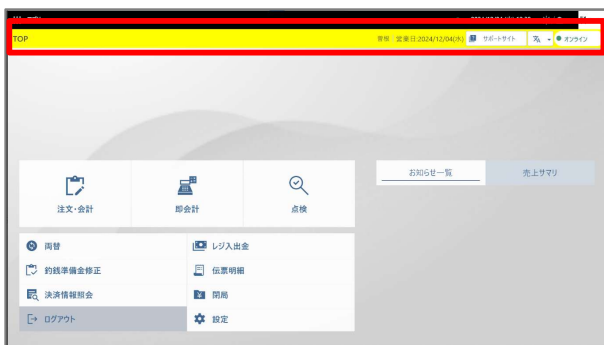 TOP
営業日:2024/12/04(水) サポートサイト オンライン
お知らせ一覧 売上サマリ
注文・会計 即会計 点検
両替 レジ入出金
釣銭準備金修正 伝票明細
決済情報照会 閉局
ログアウト 設定